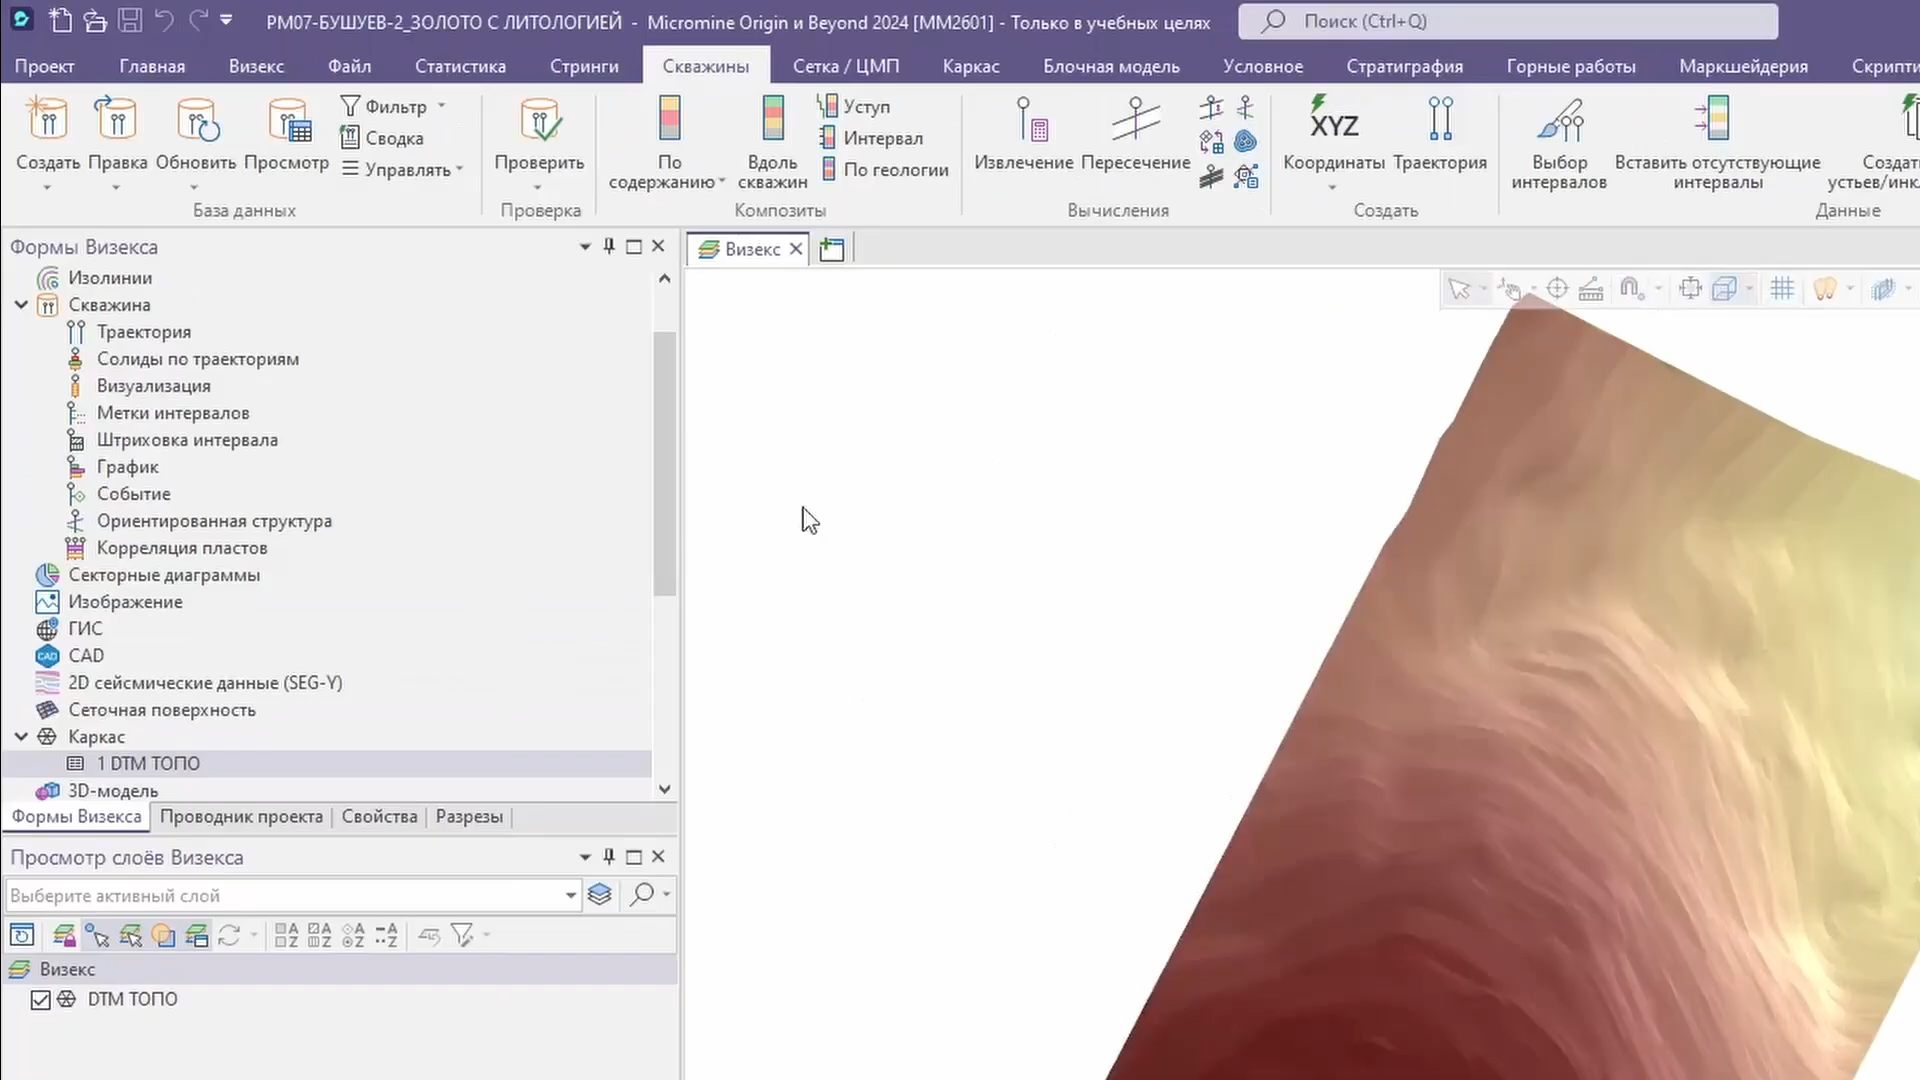 РМ07-БУШУЕВ-2_ЗОЛОТО С ЛИТОЛОГИЕЙ - Micromine Origin и Beyond 2024 [MM2601] - Только в учебных целях
Поиск (Ctrl+Q)
Проект Главная Визекс Файл Статистика Стринги Скважины Сетка / ЦМП Каркас Блочная модель Условное Стратиграфия Горные работы Маркшейдерия Скрипти
Создать Правка Обновить Просмотр
Фильтр
Сводка
Управлять
База данных
Проверить
Проверка
По содержанию
Вдоль скважин
Уступ
Интервал
По геологии
Композиты
Извлечение Пересечение
Вычисления
XYZ
Координаты Траектория
Создать
Выбор интервалов
Вставить отсутствующие интервалы
Создат
устьев/инк
Данные
Формы Визекса
Визекс
Изолинии
Скважина
Траектория
Солиды по траекториям
Визуализация
Метки интервалов
Штриховка интервала
График
Событие
Ориентированная структура
Корреляция пластов
Секторные диаграммы
Изображение
ГИС
CAD CAD
2D сейсмические данные (SEG-Y)
Сеточная поверхность
Каркас
1 DTM ТОПО
3D-модель
Формы Визекса Проводник проекта Свойства Разрезы
Просмотр слоёв Визекса
Выберите активный слой
Визекс
DTM ТОПО